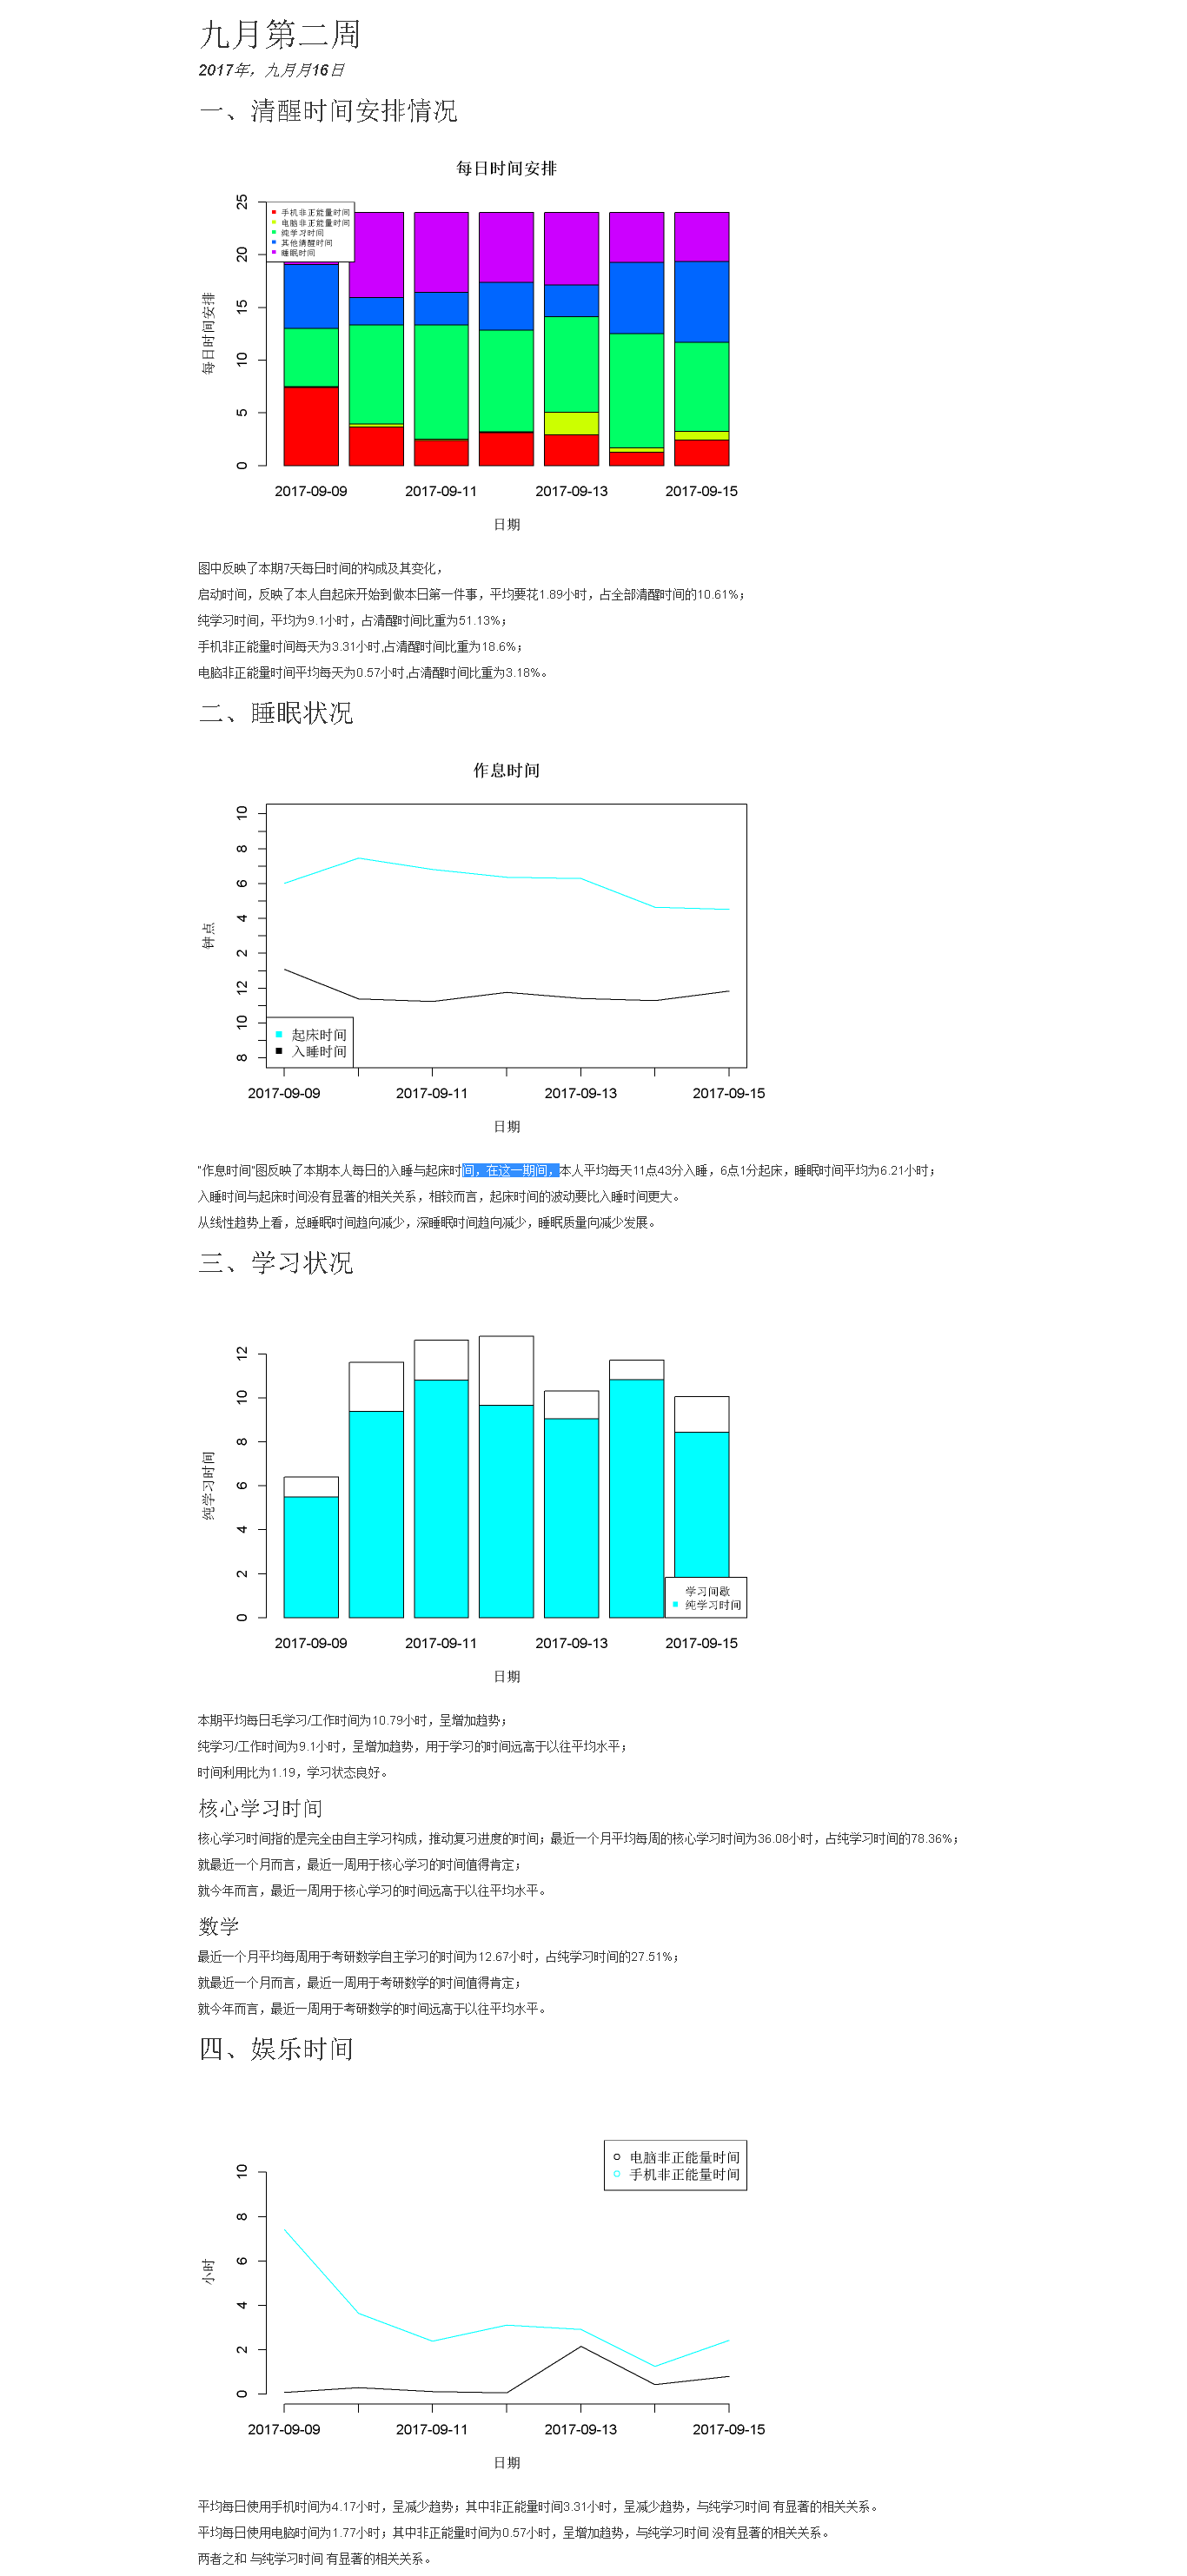 九月第二周
2017年，九月月16日
一、清醒时间安排情况
每日时间安排
25
20
15
10
5
0
每日时间安排
手机非正能量时间
电脑非正能量时间
纯学习时间
其他清醒时间
睡眠时间
2017-09-09 2017-09-11 2017-09-13 2017-09-15
日期
图中反映了本期7天每日时间的构成及其变化，
启动时间，反映了本人自起床开始到做本日第一件事，平均要花1.89小时，占全部清醒时间的10.61%；
纯学习时间，平均为9.1小时，占清醒时间比重为51.13%；
手机非正能量时间每天为3.31小时,占清醒时间比重为18.6%；
电脑非正能量时间平均每天为0.57小时,占清醒时间比重为3.18%。
二、睡眠状况
作息时间
10
8
6
4
2
12
10
8
钟点
起床时间
入睡时间
2017-09-09 2017-09-11 2017-09-13 2017-09-15
日期
"作息时间"图反映了本期本人每日的入睡与起床时间，在这一期间，本人平均每天11点43分入睡，6点1分起床，睡眠时间平均为6.21小时；
入睡时间与起床时间没有显著的相关关系，相较而言，起床时间的波动要比入睡时间更大。
从线性趋势上看，总睡眠时间趋向减少，深睡眠时间趋向减少，睡眠质量向减少发展。
三、学习状况
12
10
8
6
4
2
0
纯学习时间
学习间歇
纯学习时间
2017-09-09 2017-09-11 2017-09-13 2017-09-15
日期
本期平均每日毛学习/工作时间为10.79小时，呈增加趋势；
纯学习/工作时间为9.1小时，呈增加趋势，用于学习的时间远高于以往平均水平；
时间利用比为1.19，学习状态良好。
核心学习时间
核心学习时间指的是完全由自主学习构成，推动复习进度的时间；最近一个月平均每周的核心学习时间为36.08小时，占纯学习时间的78.36%；
就最近一个月而言，最近一周用于核心学习的时间值得肯定；
就今年而言，最近一周用于核心学习的时间远高于以往平均水平。
数学
最近一个月平均每周用于考研数学自主学习的时间为12.67小时，占纯学习时间的27.51%；
就最近一个月而言，最近一周用于考研数学的时间值得肯定；
就今年而言，最近一周用于考研数学的时间远高于以往平均水平。
四、娱乐时间
电脑非正能量时间
手机非正能量时间
10
8
6
4
2
0
小时
2017-09-09 2017-09-11 2017-09-13 2017-09-15
日期
平均每日使用手机时间为4.17小时，呈减少趋势；其中非正能量时间3.31小时，呈减少趋势，与纯学习时间 有显著的相关关系。
平均每日使用电脑时间为1.77小时；其中非正能量时间为0.57小时，呈增加趋势，与纯学习时间 没有显著的相关关系。
两者之和 与纯学习时间 有显著的相关关系。